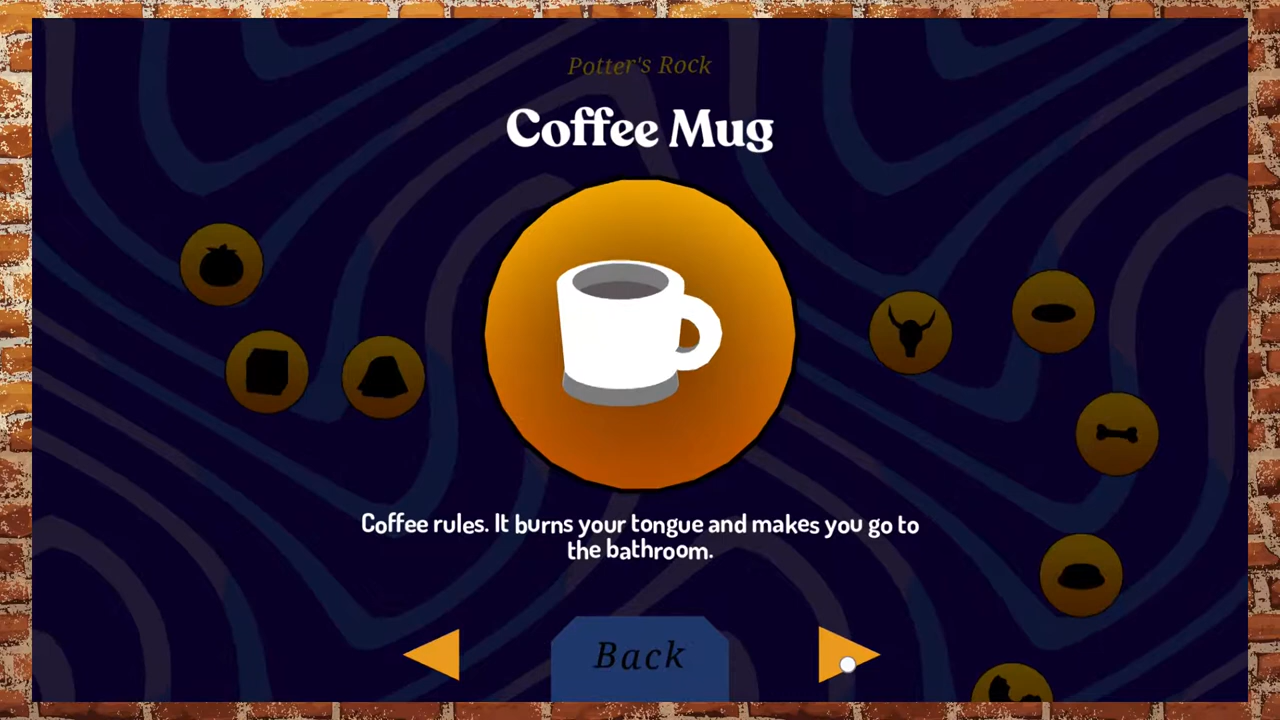 Potter's Rock
Coffee Mug
Coffee rules. It burns your tongue and makes you go to
the bathroom.
Back